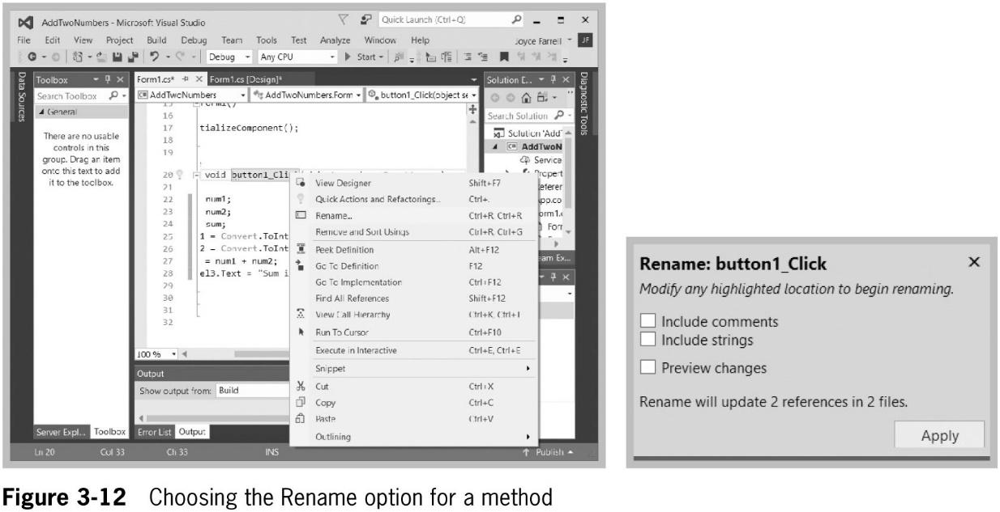 AddTwoNumbers - Microsoft Visual Studio
Quick Launch (Ctrl+Q)
File Edit View Project Build Debug Team Tools Test Analyze Window Help
Joyce Farrell JF
Debug Any CPU Start
Data Sources
Toolbox
Search Toolbox
General
There are no usable
controls in this
group. Drag an item
onto this text to add
it to the toolbox.
Form1.cs* Form1.cs [Design]*
AddTwoNumbers AddTwoNumbers.Form button1_Click(object se
15 Form1()
16
17 tializeComponent();
18
19
20 void button1_Clic
21
22 num1;
23 num2;
24 sum;
25 1 = Convert.ToInt
26 2 = Convert.ToInt
27 = num1 + num2;
28 el3.Text = "Sum i
29
30
31
32
100 %
Output
Show output from: Build
Server Expl... Toolbox Error List Output
Ln 20 Col 33 Ch 33 INS Publish
View Designer Shift+F7
Quick Actions and Refactorings... Ctrl+.
Rename... Ctrl+R, Ctrl+R
Remove and Sort Usings Ctrl+R, Ctrl+G
Peek Definition Alt+F12
Go To Definition F12
Go To Implementation Ctrl+F12
Find All References Shift+F12
View Call Hierarchy Ctrl+K, Ctrl+T
Run To Cursor Ctrl+F10
Execute in Interactive Ctrl+E, Ctrl+E
Snippet
Cut Ctrl+X
Copy Ctrl+C
Paste Ctrl+V
Outlining
Solution E...
Search Solution
Solution 'Add
C# AddTwoN
Service
Propert
eferer
pp.co
orm1.c
Forr
eam Ex...
Diagnostic Tools
Rename: button1_Click
Modify any highlighted location to begin renaming.
Include comments
Include strings
Preview changes
Rename will update 2 references in 2 files.
Apply
Figure 3-12 Choosing the Rename option for a method